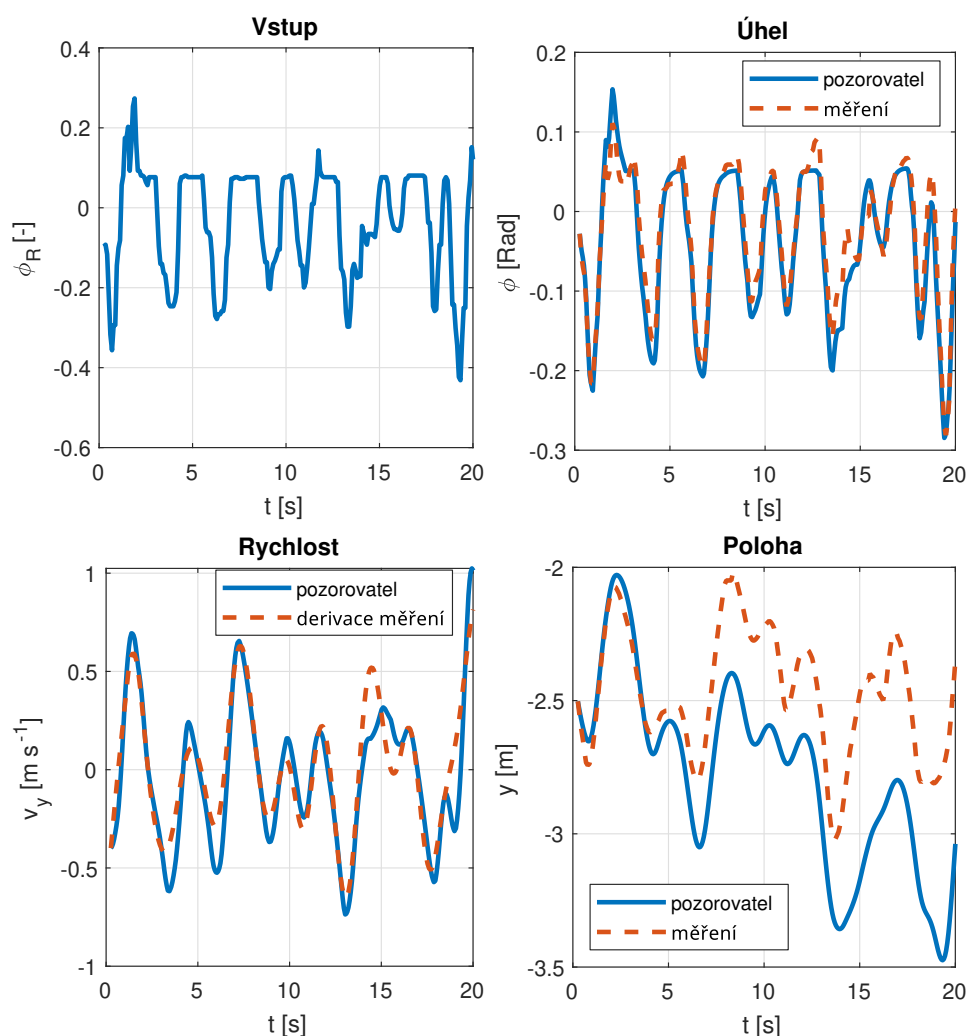 Vstup
0.4
0.2
0
-0.2
-0.4
-0.6
ϕR [-]
0 5 10 15 20
t [s]
Úhel
0.2
0.1
0
-0.1
-0.2
-0.3
ϕ [Rad]
pozorovatel
měření
0 5 10 15 20
t [s]
Rychlost
1
0.5
0
-0.5
-1
vy [m s-1]
pozorovatel
derivace měření
0 5 10 15 20
t [s]
Poloha
-2
-2.5
-3
-3.5
y [m]
pozorovatel
měření
0 5 10 15 20
t [s]